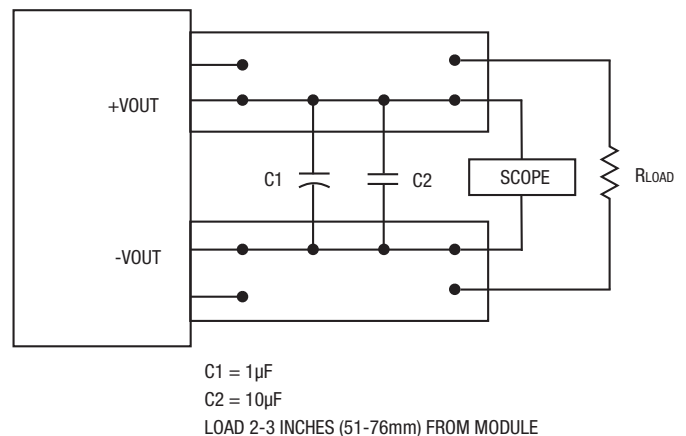 +VOUT
C1
C2
SCOPE
RLOAD
-VOUT
C1 = 1µF
C2 = 10µF
LOAD 2-3 INCHES (51-76mm) FROM MODULE